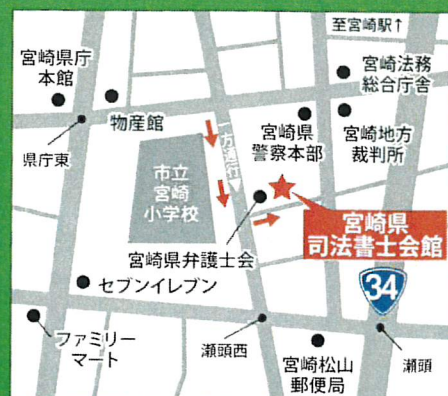 至宮崎駅↑
宮崎県庁
本館
宮崎法務
総合庁舎
物産館
県庁東
一方通行
宮崎県
警察本部
宮崎地方
裁判所
市立
宮崎
小学校
宮崎県
司法書士会館
宮崎県弁護士会
セブンイレブン
34
ファミリー
マート
瀬頭西
宮崎松山
郵便局
瀬頭